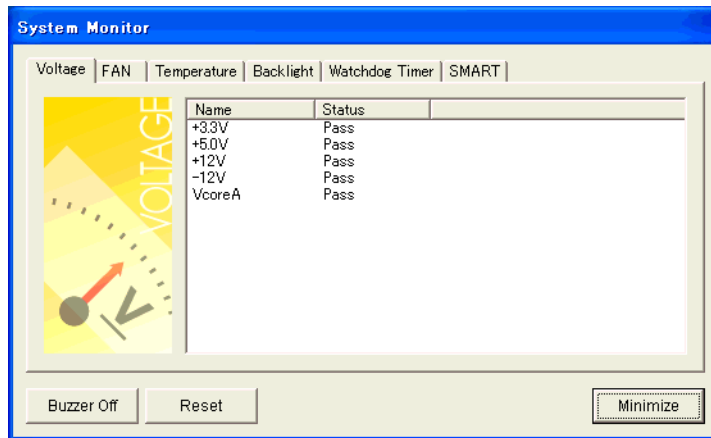 System Monitor
Voltage FAN Temperature Backlight Watchdog Timer SMART
VOLTAGE
V
Name Status
+3.3V Pass
+5.0V Pass
+12V Pass
-12V Pass
VcoreA Pass
Buzzer Off Reset Minimize